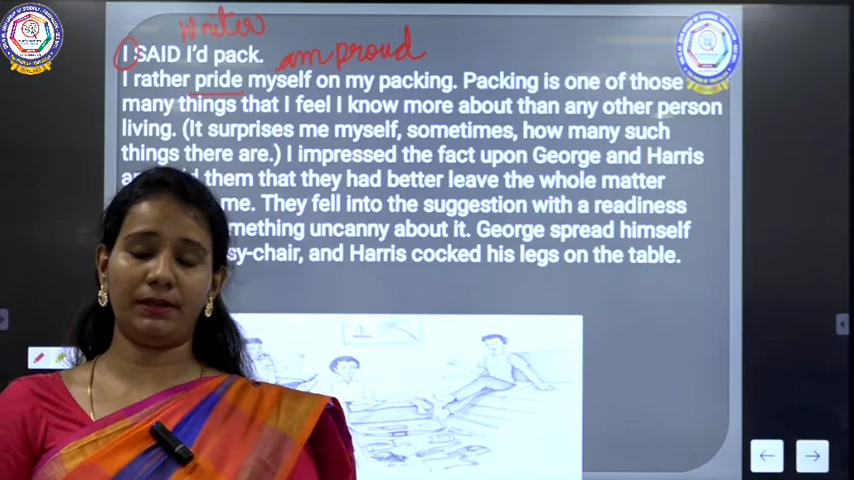 writer
I SAID I'd pack.
am proud
I rather pride myself on my packing. Packing is one of those
many things that I feel I know more about than any other person
living. (It surprises me myself, sometimes, how many such
things there are.) I impressed the fact upon George and Harris
them that they had better leave the whole matter
me. They fell into the suggestion with a readiness
mething uncanny about it. George spread himself
sy-chair, and Harris cocked his legs on the table.